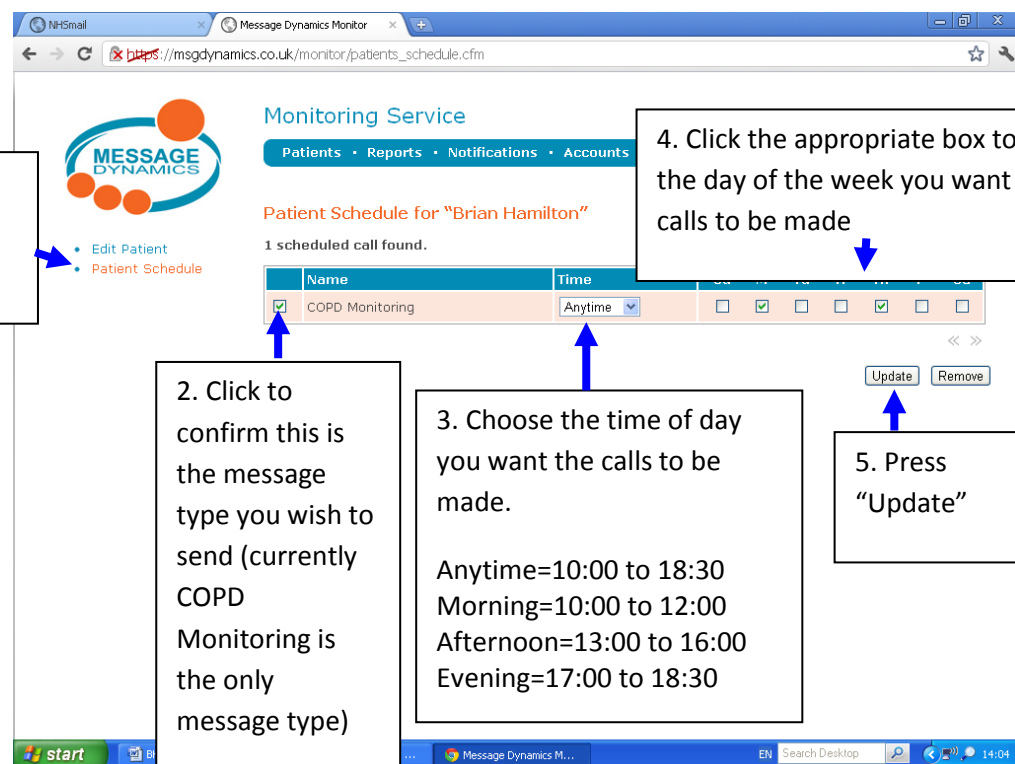 NHSmail
Message Dynamics Monitor
https://msgdynamics.co.uk/monitor/patients_schedule.cfm
MESSAGE
DYNAMICS
Monitoring Service
Patients · Reports · Notifications · Accounts
4. Click the appropriate box to
the day of the week you want
calls to be made
Edit Patient
Patient Schedule
Patient Schedule for "Brian Hamilton"
1 scheduled call found.
Name Time
COPD Monitoring Anytime
« »
Update Remove
2. Click to
confirm this is
the message
type you wish to
send (currently
COPD
Monitoring is
the only
message type)
3. Choose the time of day
you want the calls to be
made.
Anytime=10:00 to 18:30
Morning=10:00 to 12:00
Afternoon=13:00 to 16:00
Evening=17:00 to 18:30
5. Press
“Update”
start
... Message Dynamics M... EN Search Desktop 14:04